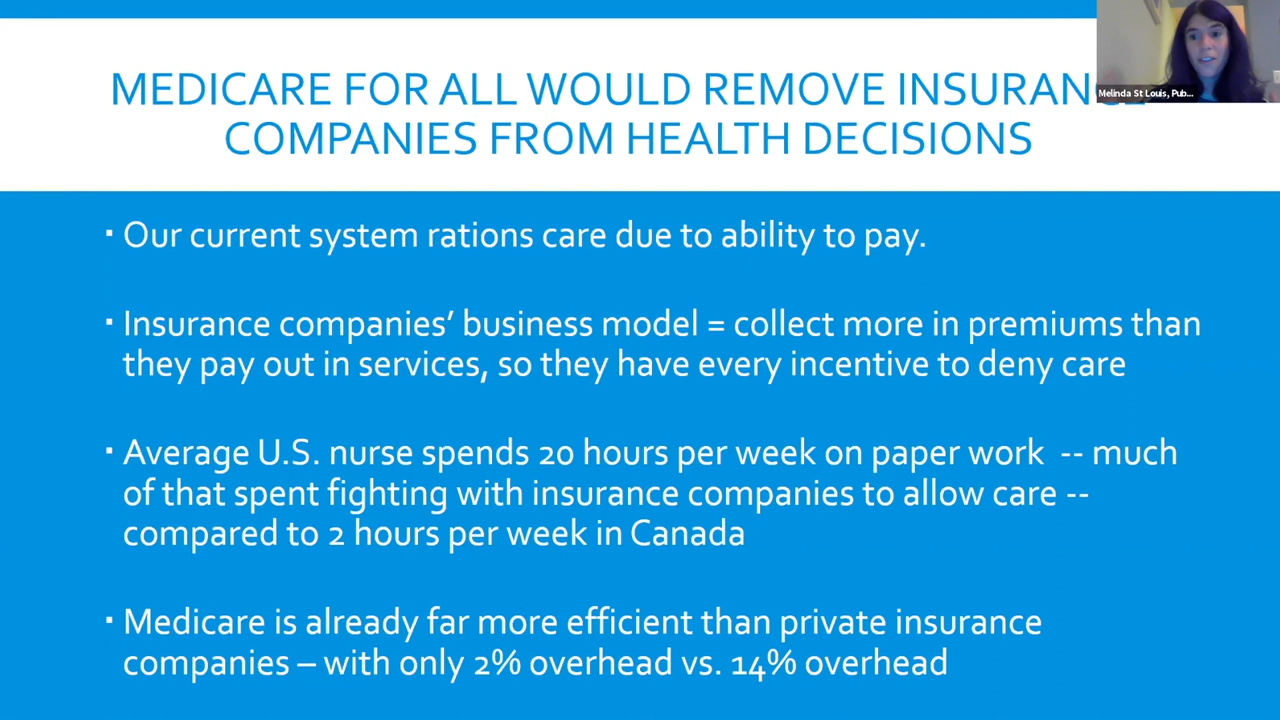 MEDICARE FOR ALL WOULD REMOVE
COMPANIES FROM HEALTH DECISIONS
Melinda St Louis, Pub...
▪ Our current system rations care due to ability to pay.
▪ Insurance companies’ business model = collect more in premiums than
they pay out in services, so they have every incentive to deny care
▪ Average U.S. nurse spends 20 hours per week on paper work -- much
of that spent fighting with insurance companies to allow care --
compared to 2 hours per week in Canada
▪ Medicare is already far more efficient than private insurance
companies – with only 2% overhead vs. 14% overhead